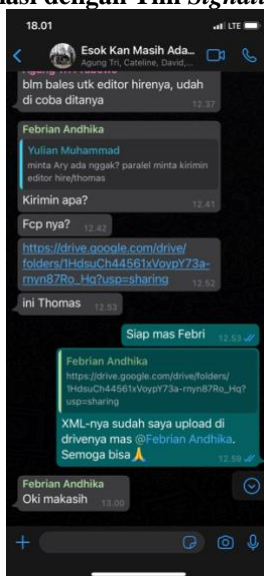 asi dengan Tim Signal
18.01
LTE
Esok Kan Masih Ada...
Agung Tri, Cateline, David,...
blm bales utk editor hirenya, udah
di coba ditanya
12.37
Febrian Andhika
Yulian Muhammad
minta Ary ada nggak? paralel minta kirimin
editor hire/thomas
Kirimin apa?
12.41
Fcp nya?
12.42
https://drive.google.com/drive/
folders/1HdsuCh44561xVoypY73a-
rnyn87Ro_Hq?usp=sharing
12.52
ini Thomas
12.53
Siap mas Febri
12.53
Febrian Andhika
https://drive.google.com/drive/folders/
1HdsuCh44561xVoypY73a-rnyn87Ro_Hq?
usp=sharing
XML-nya sudah saya upload di
drivenya mas @Febrian Andhika.
Semoga bisa🙏
12.59
Febrian Andhika
Oki makasih
13.00